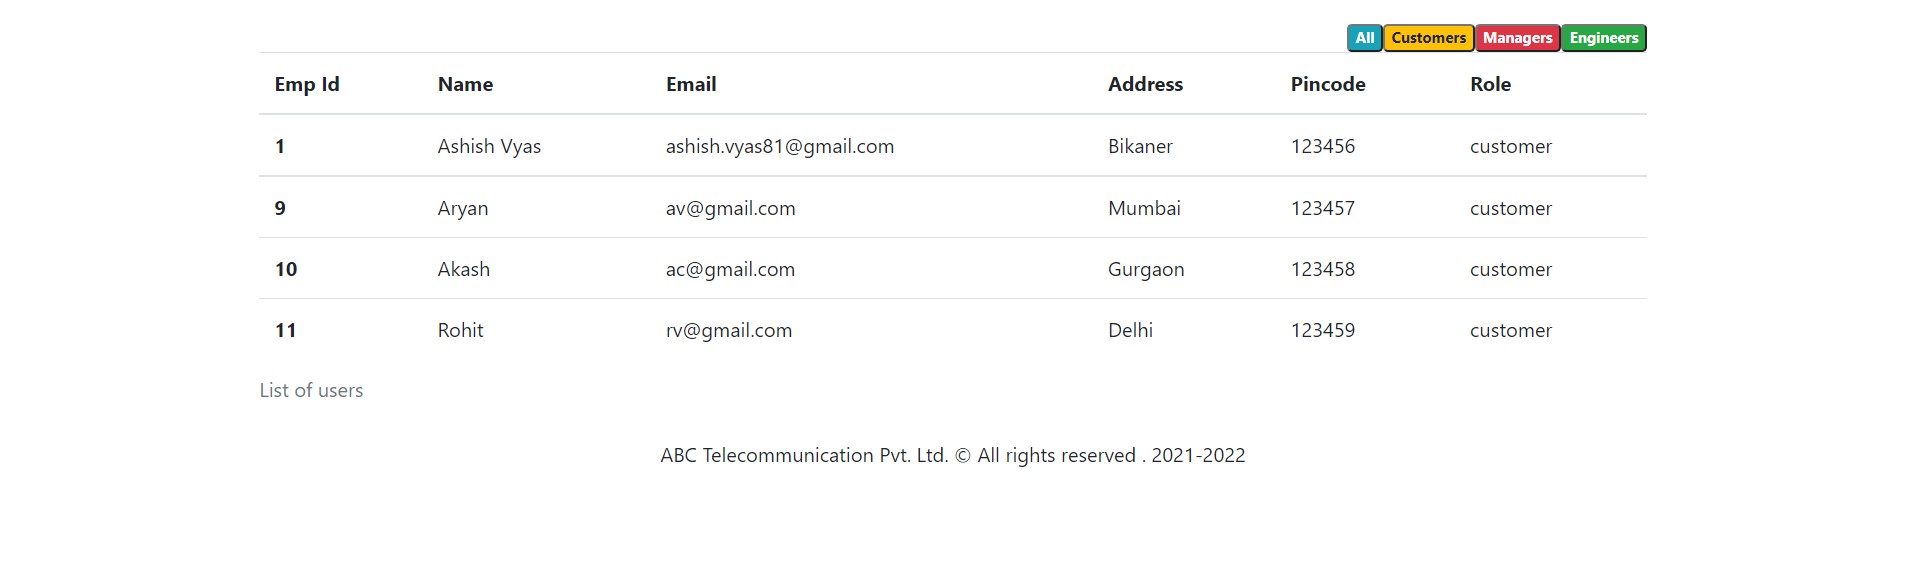 All Customers Managers Engineers
Emp Id Name Email Address Pincode Role
1 Ashish Vyas ashish.vyas81@gmail.com Bikaner 123456 customer
9 Aryan av@gmail.com Mumbai 123457 customer
10 Akash ac@gmail.com Gurgaon 123458 customer
11 Rohit rv@gmail.com Delhi 123459 customer
List of users
ABC Telecommunication Pvt. Ltd. © All rights reserved . 2021-2022